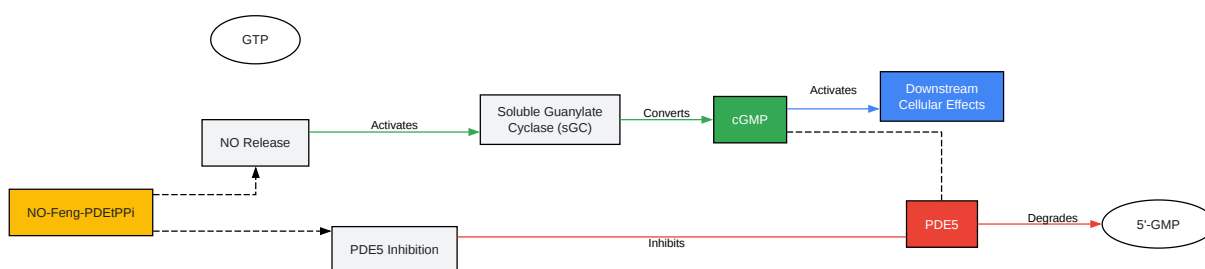 GTP
Downstream
Cellular Effects
Activates
Soluble Guanylate
Cyclase (sGC)
Converts
cGMP
Activates
NO Release
NO-Feng-PDEtPPi
PDE5 Inhibition
Inhibits
PDE5
Degrades
5'-GMP